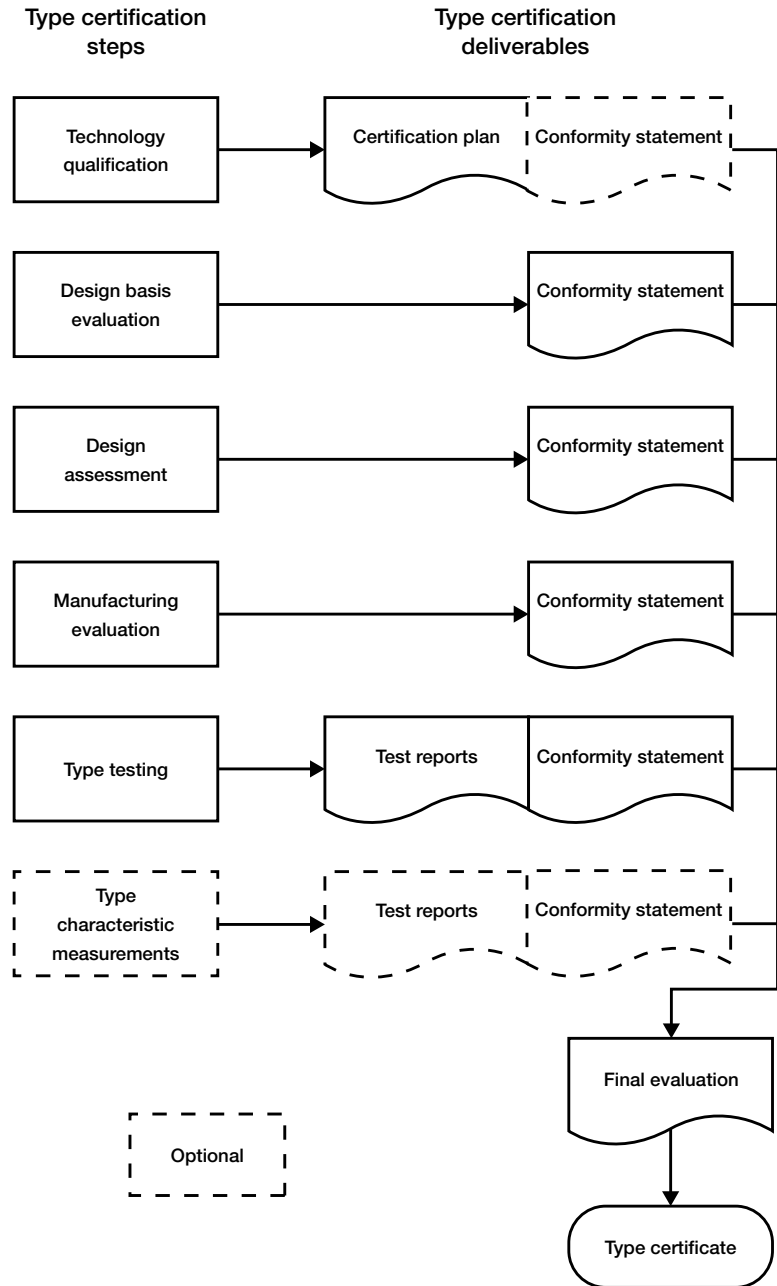 Type certification
steps
Type certification
deliverables
Technology
qualification
Certification plan
Conformity statement
Design basis
evaluation
Conformity statement
Design
assessment
Conformity statement
Manufacturing
evaluation
Conformity statement
Type testing
Test reports
Conformity statement
Type
characteristic
measurements
Test reports
Conformity statement
Final evaluation
Optional
Type certificate